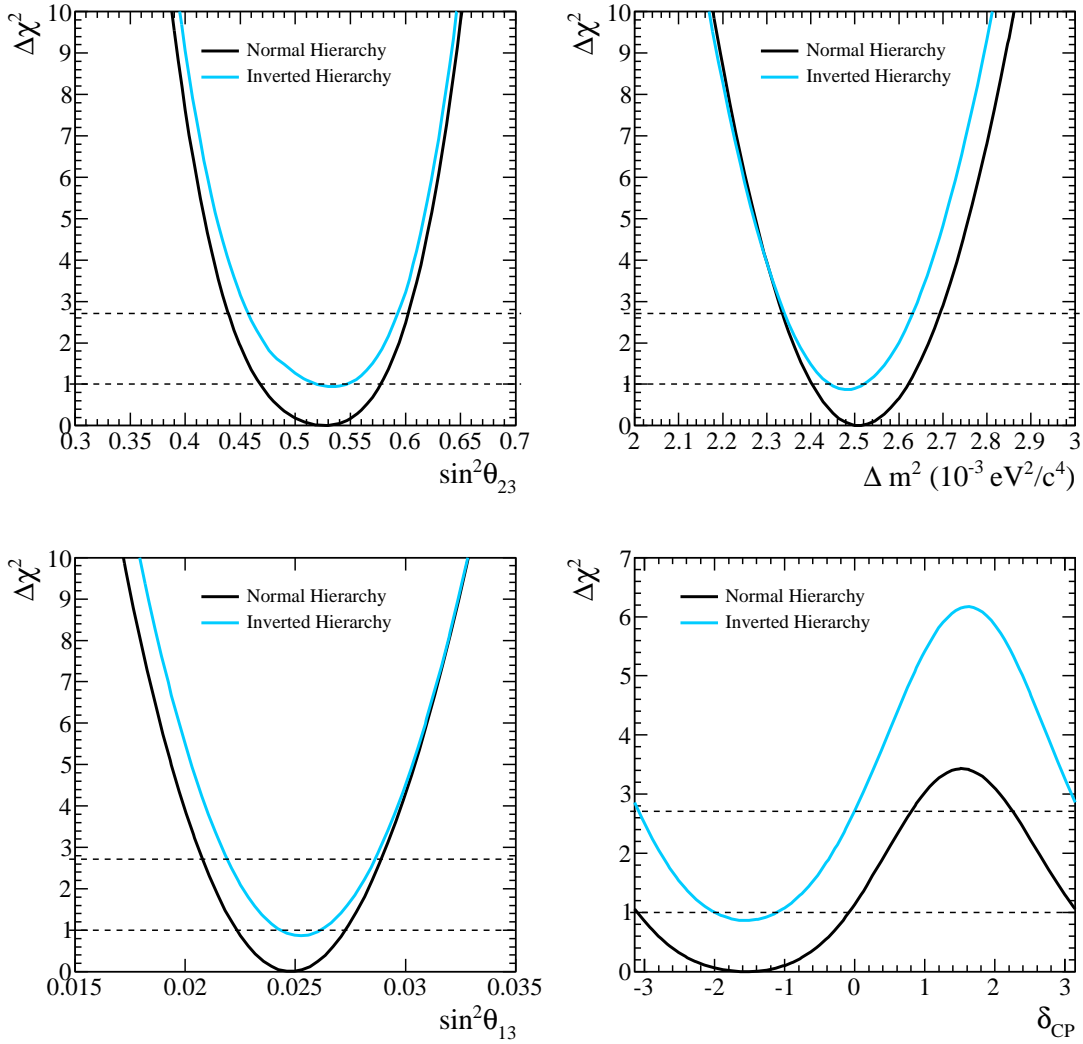 Δχ²
10
9
8
7
6
5
4
3
2
1
0
Normal Hierarchy
Inverted Hierarchy
0.3 0.35 0.4 0.45 0.5 0.55 0.6 0.65 0.7
sin²θ₂₃
Δχ²
10
9
8
7
6
5
4
3
2
1
0
Normal Hierarchy
Inverted Hierarchy
2 2.1 2.2 2.3 2.4 2.5 2.6 2.7 2.8 2.9 3
Δ m² (10⁻³ eV²/c⁴)
Δχ²
10
9
8
7
6
5
4
3
2
1
0
Normal Hierarchy
Inverted Hierarchy
0.015 0.02 0.025 0.03 0.035
sin²θ₁₃
Δχ²
7
6
5
4
3
2
1
0
Normal Hierarchy
Inverted Hierarchy
-3 -2 -1 0 1 2 3
δCP